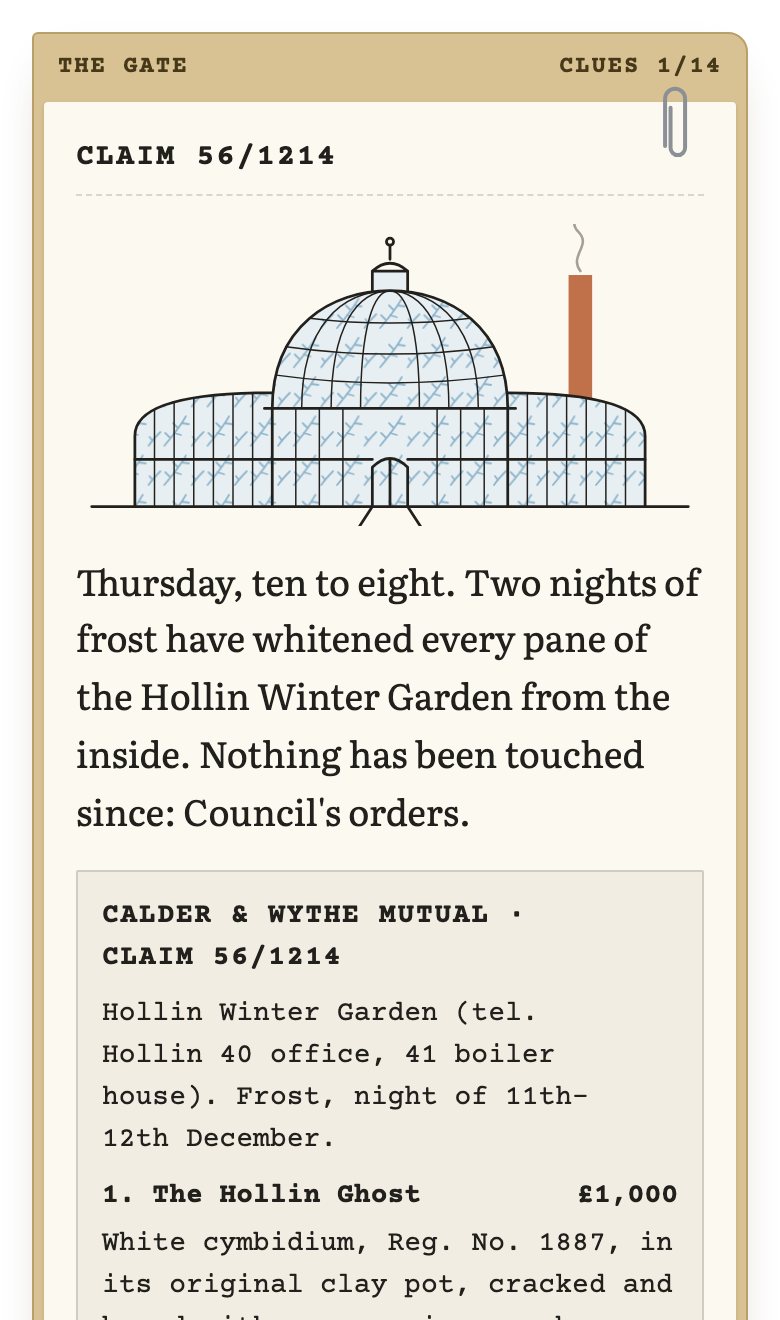 THE GATE
CLUES 1/14
CLAIM 56/1214
Thursday, ten to eight. Two nights of
frost have whitened every pane of
the Hollin Winter Garden from the
inside. Nothing has been touched
since: Council's orders.
CALDER & WYTHE MUTUAL ·
CLAIM 56/1214
Hollin Winter Garden (tel.
Hollin 40 office, 41 boiler
house). Frost, night of 11th–
12th December.
1. The Hollin Ghost £1,000
White cymbidium, Reg. No. 1887, in
its original clay pot, cracked and